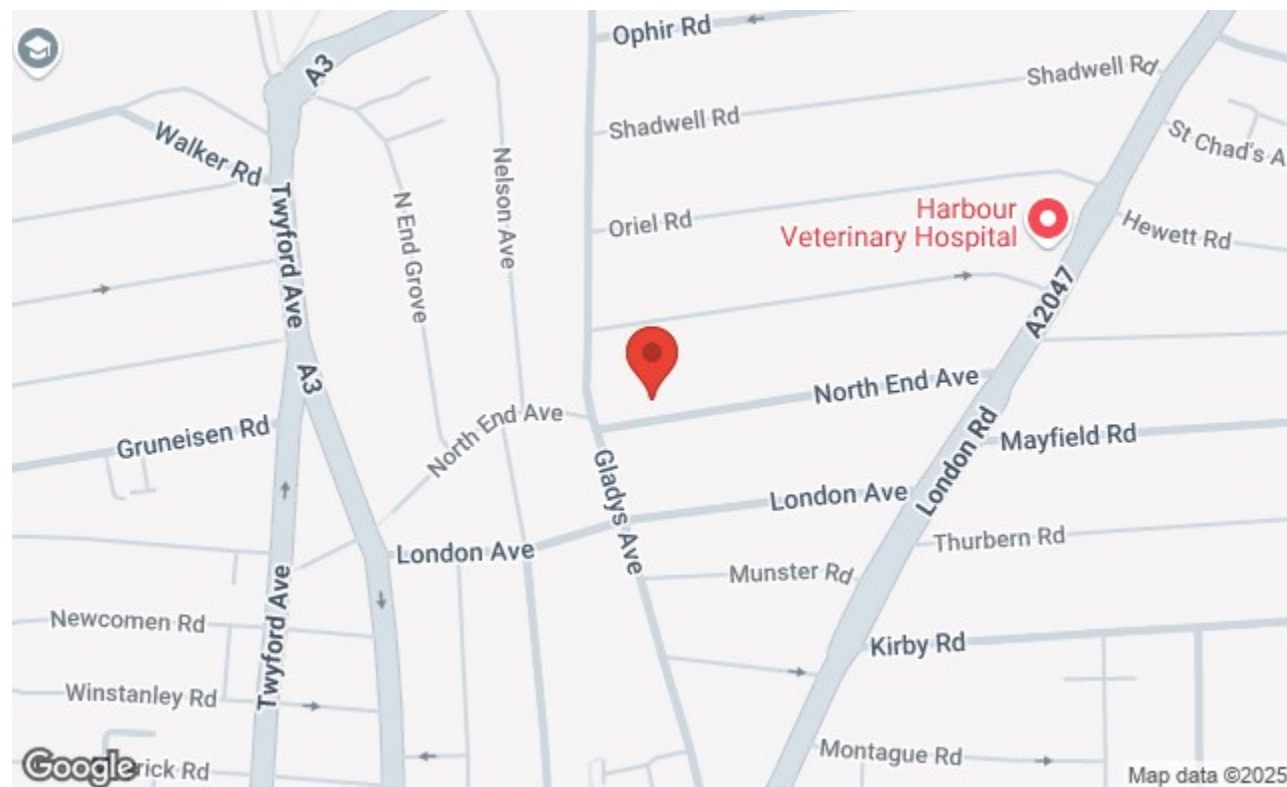 Ophir Rd
A3
Shadwell Rd
Shadwell Rd
St Chad's A
Walker Rd
Nelson Ave
Twyford Ave
N End Grove
Oriel Rd
Harbour
Veterinary Hospital
Hewett Rd
A2047
A3
North End Ave
North End Ave
Gruneisen Rd
London Rd
Mayfield Rd
Gladys Ave
London Ave
London Ave
Thurbern Rd
Munster Rd
Twyford Ave
Newcomen Rd
Kirby Rd
Winstanley Rd
Montague Rd
Google
rick Rd
Map data ©2025